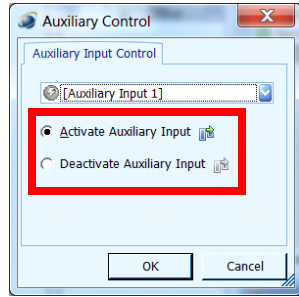 Auxiliary Control
Auxiliary Input Control
[Auxiliary Input 1]
Activate Auxiliary Input
Deactivate Auxiliary Input
OK
Cancel